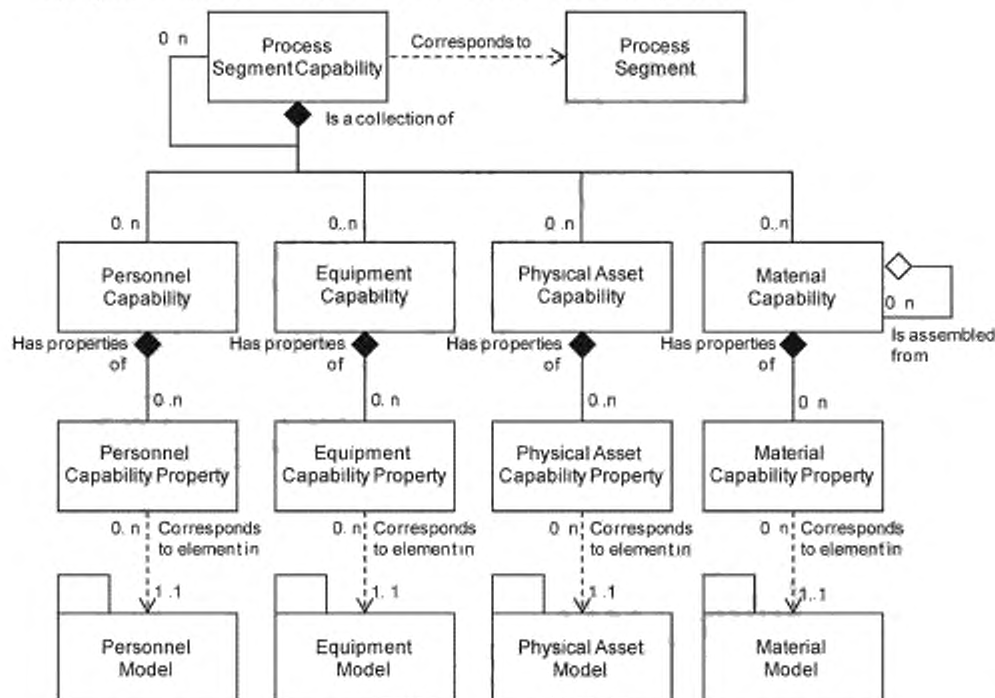 0 n
Process
Segment Capability
Corresponds to
Process
Segment
Is a collection of
0. n
0..n
0 .n
0..n
Personnel
Capability
Equipment
Capability
Physical Asset
Capability
Material
Capability
0 n
Is assembled
from
Has properties
of
Has properties
of
Has properties
of
Has properties
of
0 .n
0. n
0..n
0 n
Personnel
Capability Property
Equipment
Capability Property
Physical Asset
Capability Property
Material
Capability Property
0. n
Corresponds
to element in
0. n
Corresponds
to element in
0 n
Corresponds
to element in
0 n
Corresponds
to element in
1 .1
1. 1
1 .1
1..1
Personnel
Model
Equipment
Model
Physical Asset
Model
Material
Model